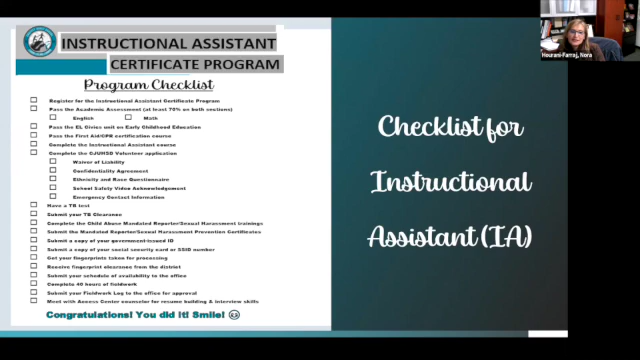 INSTRUCTIONAL ASSISTANT
CERTIFICATE PROGRAM
Program Checklist
Register for the Instructional Assistant Certificate Program
Pass the Academic Assessment (at least 70% on both sections)
English Math
Pass the EL Civics unit on Early Childhood Education
Pass the First Aid/CPR certification course
Complete the Instructional Assistant course
Complete the OJUHSD Volunteer application
Waiver of Liability
Confidentiality Agreement
Ethnicity and Race Questionnaire
School Safety Video Acknowledgement
Emergency Contact Information
Have a TB test
Submit your TB Clearance
Complete the Child Abuse Mandated Reporter/Sexual Harassment trainings
Submit the Mandated Reporter/Sexual Harassment Prevention Certificates
Submit a copy of your government-issued ID
Submit a copy of your social security card or SSID number
Get your fingerprints taken for processing
Receive fingerprint clearance from the district
Submit your schedule of availability to the office
Complete 40 hours of fieldwork
Submit your Fieldwork Log to the office for approval
Meet with Access Center counselor for resume building & interview skills
Congratulations! You did it! Smile!
Checklist for
Instructional
Assistant (IA)
Hourani-Farraj, Nora